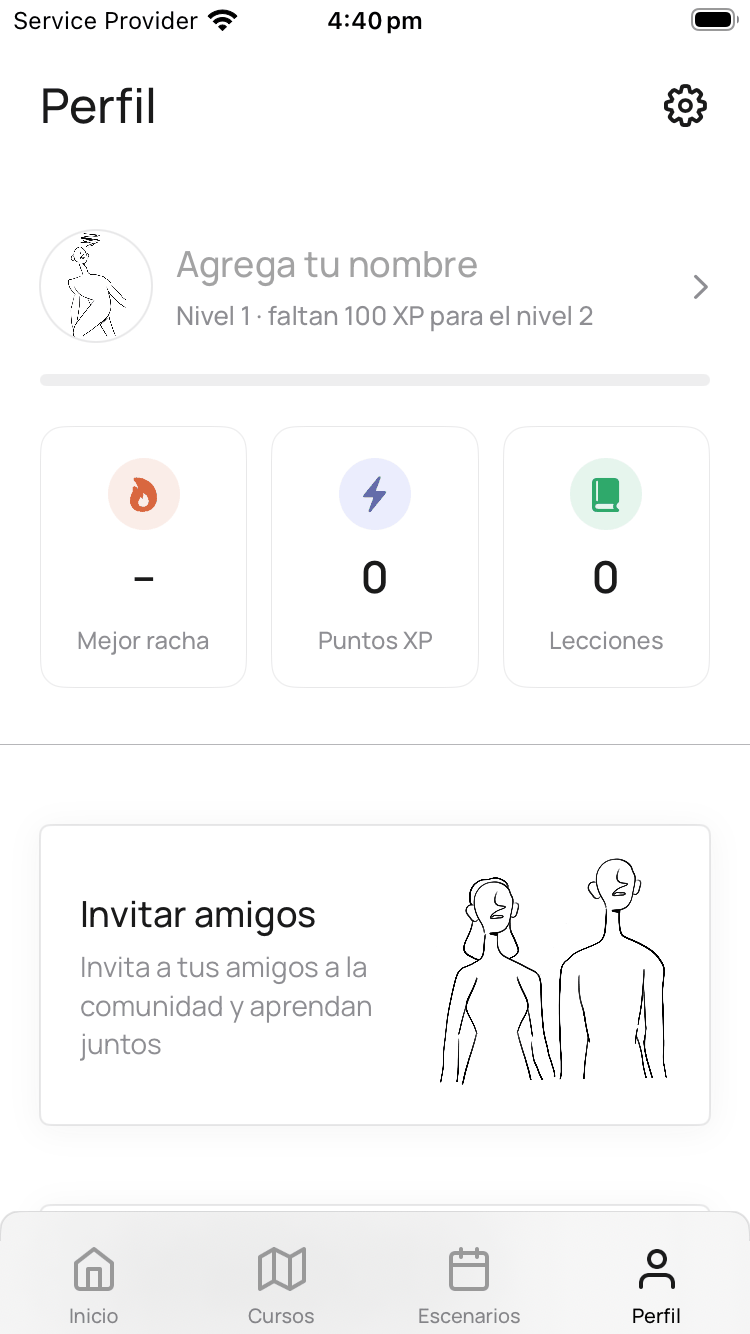 Service Provider 4:40 pm
Perfil
Agrega tu nombre
Nivel 1 · faltan 100 XP para el nivel 2
– 0 0
Mejor racha Puntos XP Lecciones
Invitar amigos
Invita a tus amigos a la
comunidad y aprendan
juntos
Inicio Cursos Escenarios Perfil